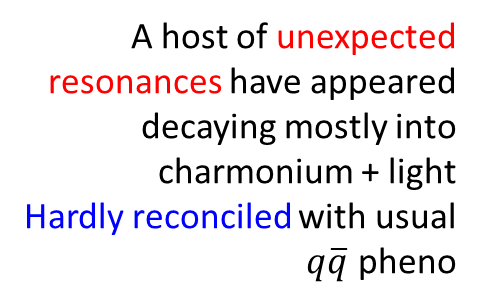 A host of unexpected
resonances have appeared
decaying mostly into
charmonium + light
Hardly reconciled with usual
𝑞𝑞̅ pheno